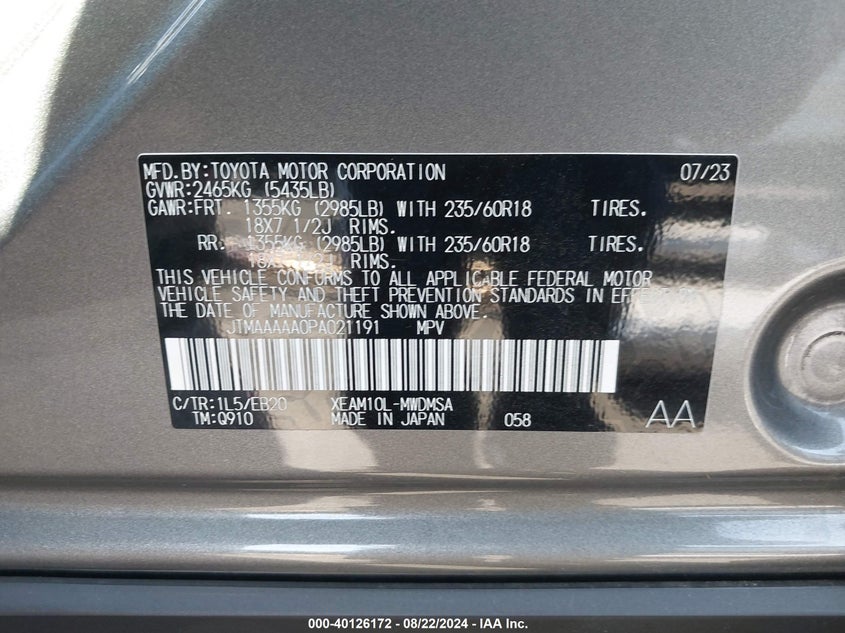 MFD.BY:TOYOTA MOTOR CORPORATION 07/23
GVWR:2465KG (5435LB)
GAWR:FRT. 1355KG (2985LB) WITH 235/60R18 TIRES.
18X7 1/2J RIMS.
RR. 1355KG (2985LB) WITH 235/60R18 TIRES.
RIMS.
THIS VEHICLE CONFORMS TO ALL APPLICABLE FEDERAL MOTOR
VEHICLE SAFETY AND THEFT PREVENTION STANDARDS IN EFFECT ON
THE DATE OF MANUFACTURE SHOWN ABOVE.
JTMAAAAA0PA021191 MPV
C/TR:1L5/EB20 XEAM10L-MWDMSA
TM:Q910 MADE IN JAPAN 058 AA
000-40126172 - 08/22/2024 - IAA Inc.